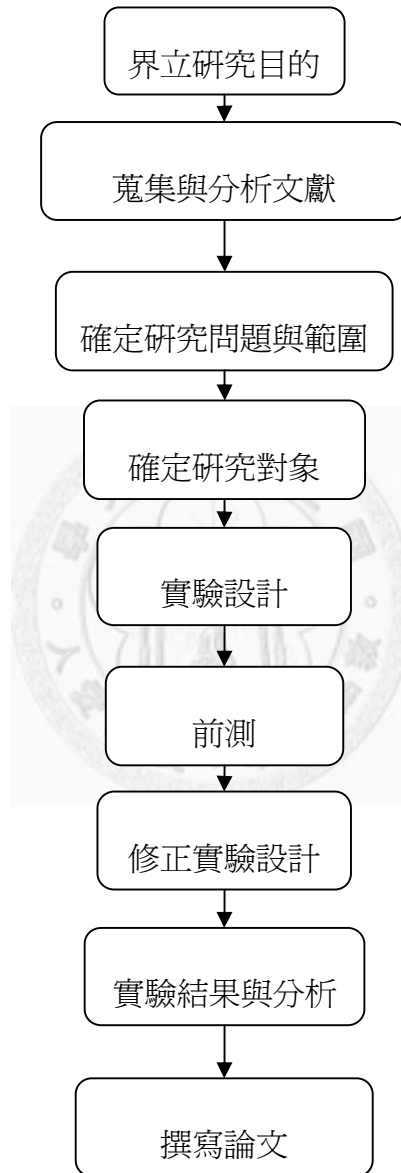 界立研究目的
蒐集與分析文獻
確定研究問題與範圍
確定研究對象
實驗設計
前測
修正實驗設計
實驗結果與分析
撰寫論文